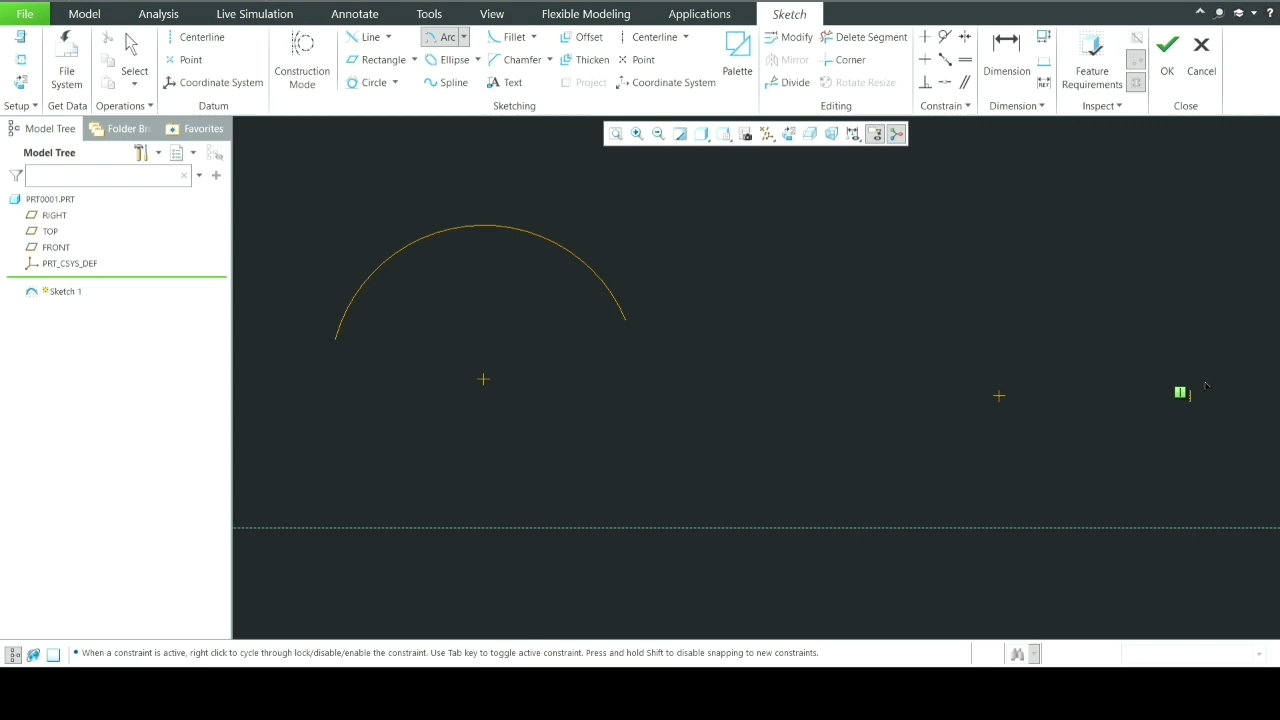 File Model Analysis Live Simulation Annotate Tools View Flexible Modeling Applications Sketch
Centerline Line Arc Fillet Offset Centerline Modify Delete Segment
Point Rectangle Ellipse Chamfer Thicken Point Mirror Corner
File System Select Coordinate System Construction Mode Circle Spline Text Project Coordinate System Palette Divide Rotate Resize Dimension REF Feature Requirements OK Cancel
Setup Get Data Operations Datum Sketching Editing Constrain Dimension Inspect Close
Model Tree Folder Br Favorites
Model Tree
PRT0001.PRT
RIGHT
TOP
FRONT
PRT_CSYS_DEF
Sketch 1
When a constraint is active, right click to cycle through lock/disable/enable the constraint. Use Tab key to toggle active constraint. Press and hold Shift to disable snapping to new constraints.